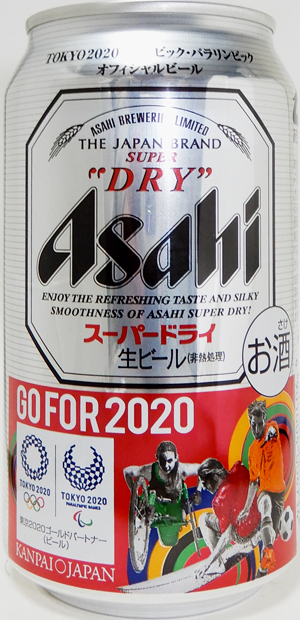 TOKYO2020 ピック・パラリンピック
オフィシャルビール
ASAHI BREWERIES LIMITED
THE JAPAN BRAND
SUPER
"DRY"
Asahi
ENJOY THE REFRESHING TASTE AND SILKY
SMOOTHNESS OF ASAHI SUPER DRY!
スーパードライ
生ビール(非熱処理)
さけ
お酒
GO FOR 2020
TOKYO 2020
TOKYO 2020
PARALYMPIC GAMES
東京2020ゴールドパートナー
(ビール)
KANPAI JAPAN